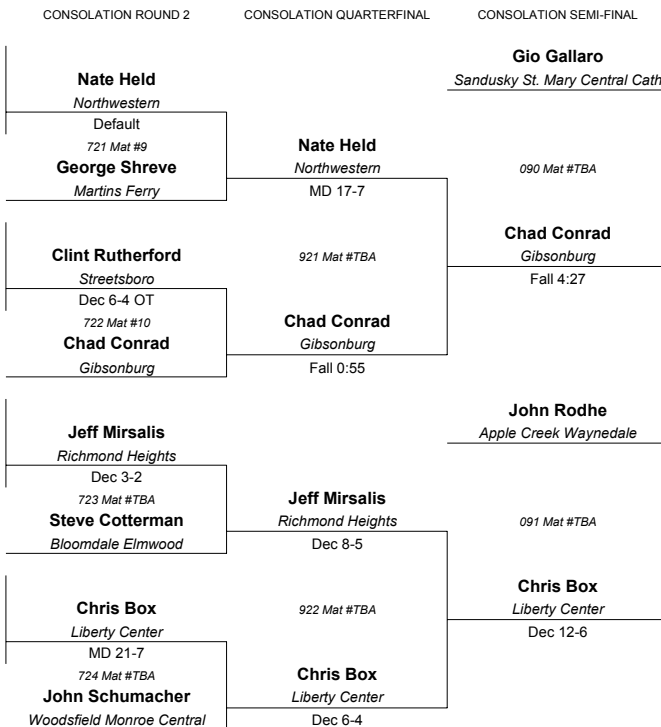 CONSOLATION ROUND 2
CONSOLATION QUARTERFINAL
CONSOLATION SEMI-FINAL
Gio Gallaro
Sandusky St. Mary Central Cath
Nate Held
Northwestern
Default
721 Mat #9
George Shreve
Martins Ferry
Nate Held
Northwestern
MD 17-7
090 Mat #TBA
Clint Rutherford
Streetsboro
Dec 6-4 OT
722 Mat #10
Chad Conrad
Gibsonburg
921 Mat #TBA
Chad Conrad
Gibsonburg
Fall 0:55
Chad Conrad
Gibsonburg
Fall 4:27
John Rodhe
Apple Creek Waynedale
Jeff Mirsalis
Richmond Heights
Dec 3-2
723 Mat #TBA
Steve Cotterman
Bloomdale Elmwood
Jeff Mirsalis
Richmond Heights
Dec 8-5
091 Mat #TBA
Chris Box
Liberty Center
MD 21-7
724 Mat #TBA
John Schumacher
Woodsfield Monroe Central
922 Mat #TBA
Chris Box
Liberty Center
Dec 6-4
Chris Box
Liberty Center
Dec 12-6